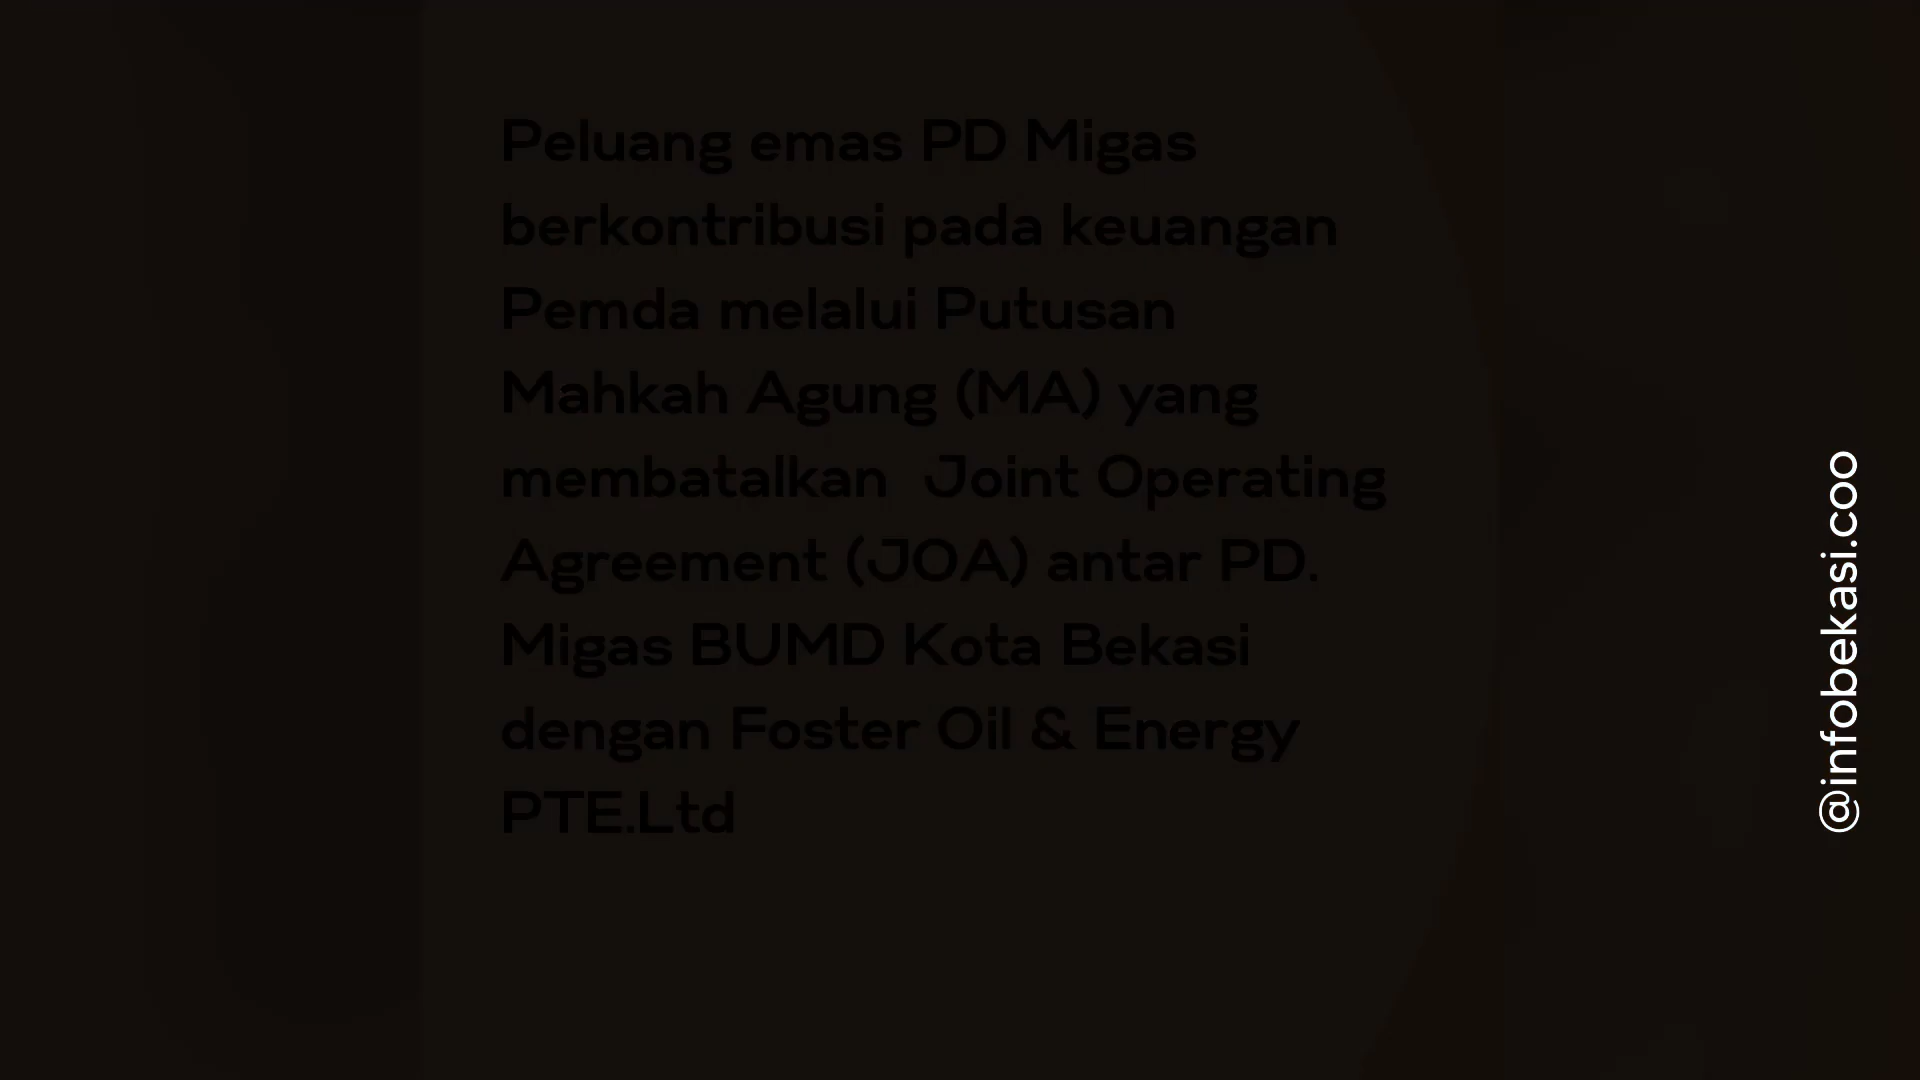 Peluang emas PD Migas
berkontribusi pada keuangan
Pemda melalui Putusan
Mahkah Agung (MA) yang
membatalkan  Joint Operating
Agreement (JOA) antar PD.
Migas BUMD Kota Bekasi
dengan Foster Oil & Energy
PTE.Ltd
@infobekasi.coo